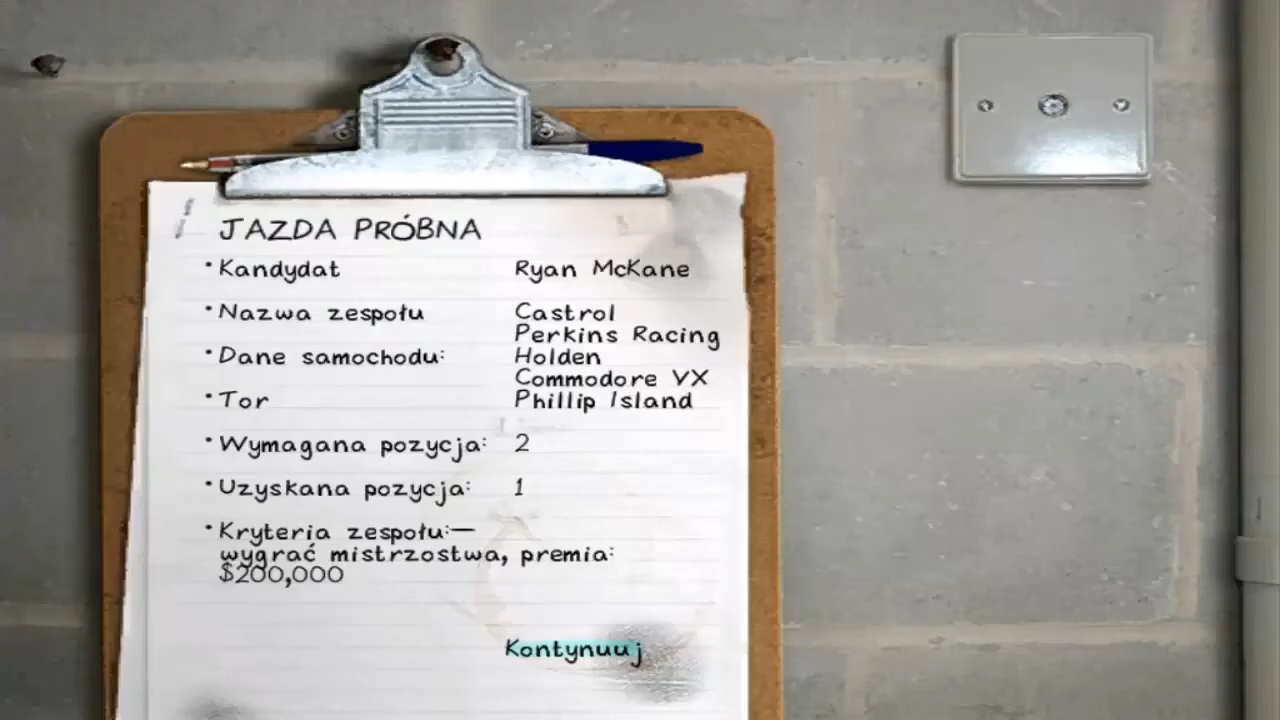 JAZDA PRÓBNA
• Kandydat Ryan McKane
• Nazwa zespołu Castrol
Perkins Racing
• Dane samochodu: Holden
Commodore VX
• Tor Phillip Island
• Wymagana pozycja: 2
• Uzyskana pozycja: 1
• Kryteria zespołu:—
wygrać mistrzostwa, premia:
$200,000
Kontynuuj